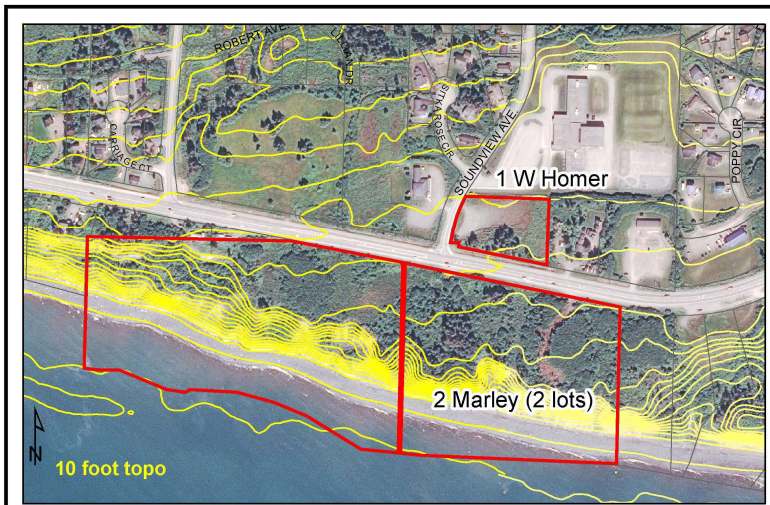 ROBERT AVE
CARRIAGE CT
SITKA ROSE CIR
SOUNDVIEW AVE
POPPY CIR
1 W Homer
2 Marley (2 lots)
N
10 foot topo